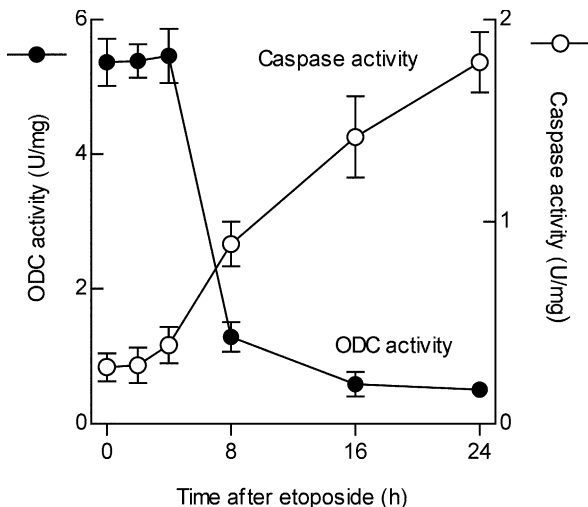 6
4
2
0
ODC activity (U/mg)
Caspase activity
ODC activity
2
1
0
Caspase activity (U/mg)
0 8 16 24
Time after etoposide (h)